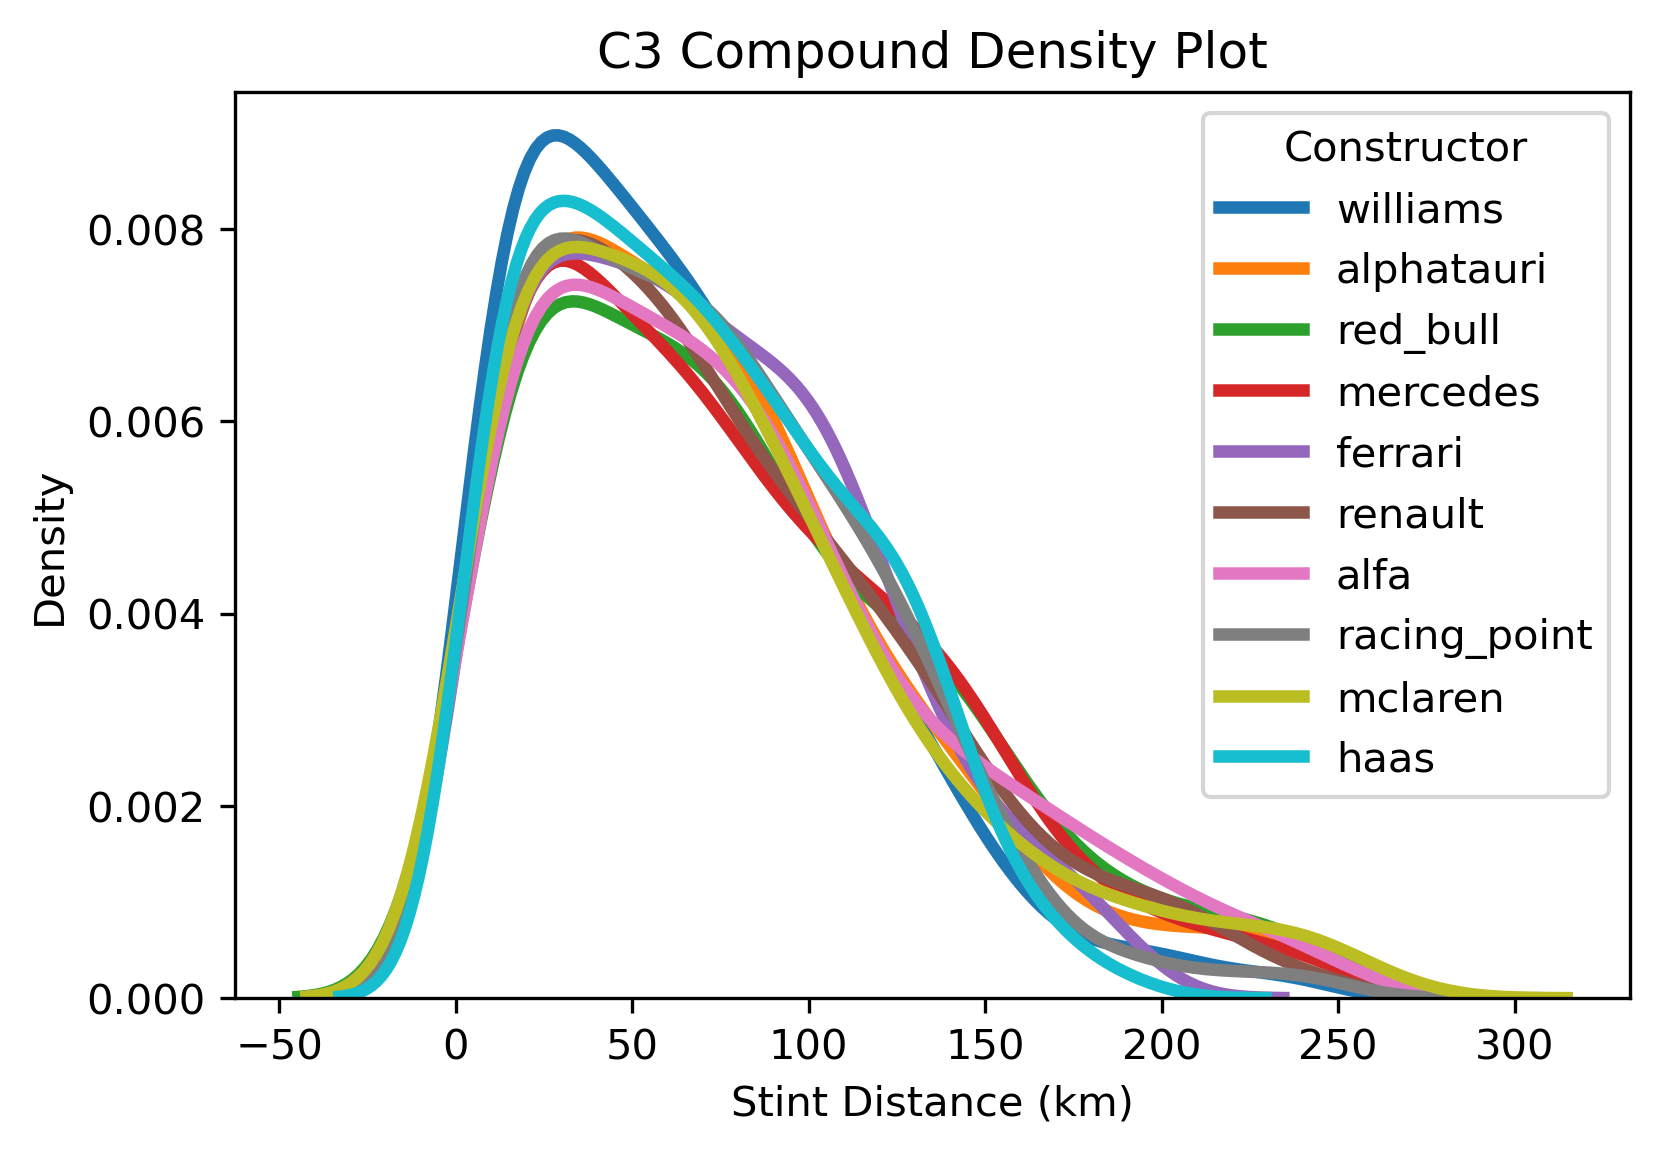 C3 Compound Density Plot
Constructor
williams
alphatauri
red_bull
mercedes
ferrari
renault
alfa
racing_point
mclaren
haas
Density
0.008
0.006
0.004
0.002
0.000
−50 0 50 100 150 200 250 300
Stint Distance (km)